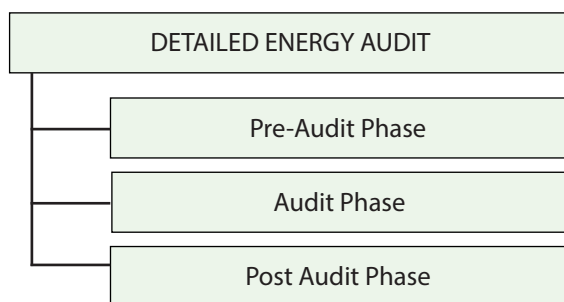 DETAILED ENERGY AUDIT
Pre-Audit Phase
Audit Phase
Post Audit Phase